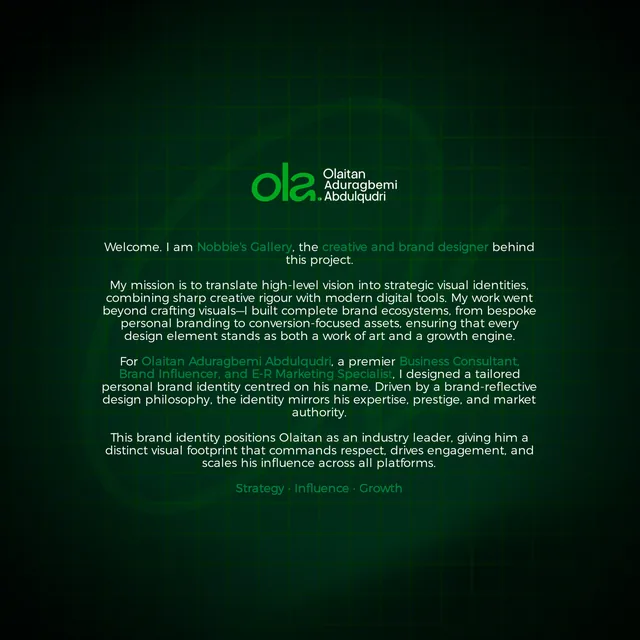 ola.
Olaitan
Aduragbemi
Abdulqudri
Welcome. I am Nobbie's Gallery, the creative and brand designer behind
this project.
My mission is to translate high-level vision into strategic visual identities,
combining sharp creative rigour with modern digital tools. My work went
beyond crafting visuals—I built complete brand ecosystems, from bespoke
personal branding to conversion-focused assets, ensuring that every
design element stands as both a work of art and a growth engine.
For Olaitan Aduragbemi Abdulqudri, a premier Business Consultant,
Brand Influencer, and E-R Marketing Specialist, I designed a tailored
personal brand identity centred on his name. Driven by a brand-reflective
design philosophy, the identity mirrors his expertise, prestige, and market
authority.
This brand identity positions Olaitan as an industry leader, giving him a
distinct visual footprint that commands respect, drives engagement, and
scales his influence across all platforms.
Strategy · Influence · Growth